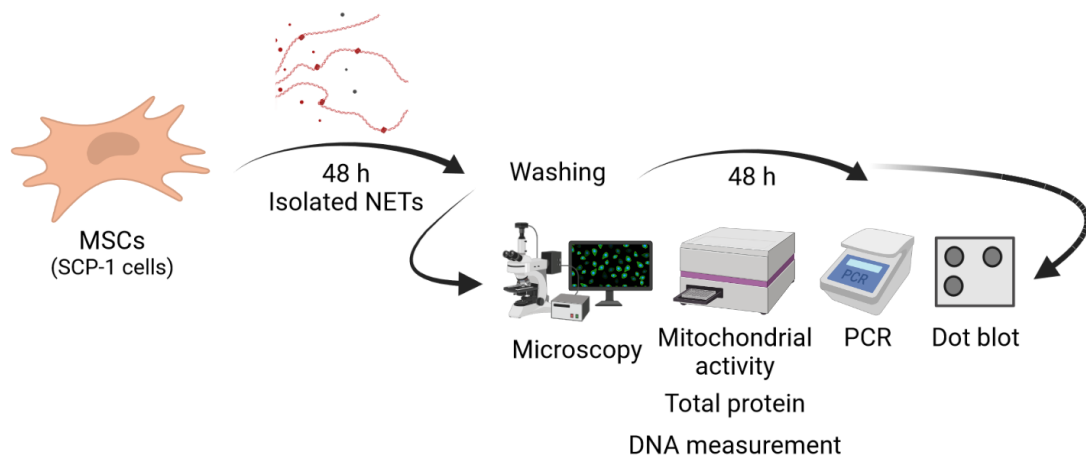 MSCs
(SCP-1 cells)
48 h
Isolated NETs
Washing
48 h
Microscopy
Mitochondrial
activity
Total protein
DNA measurement
PCR
PCR
Dot blot